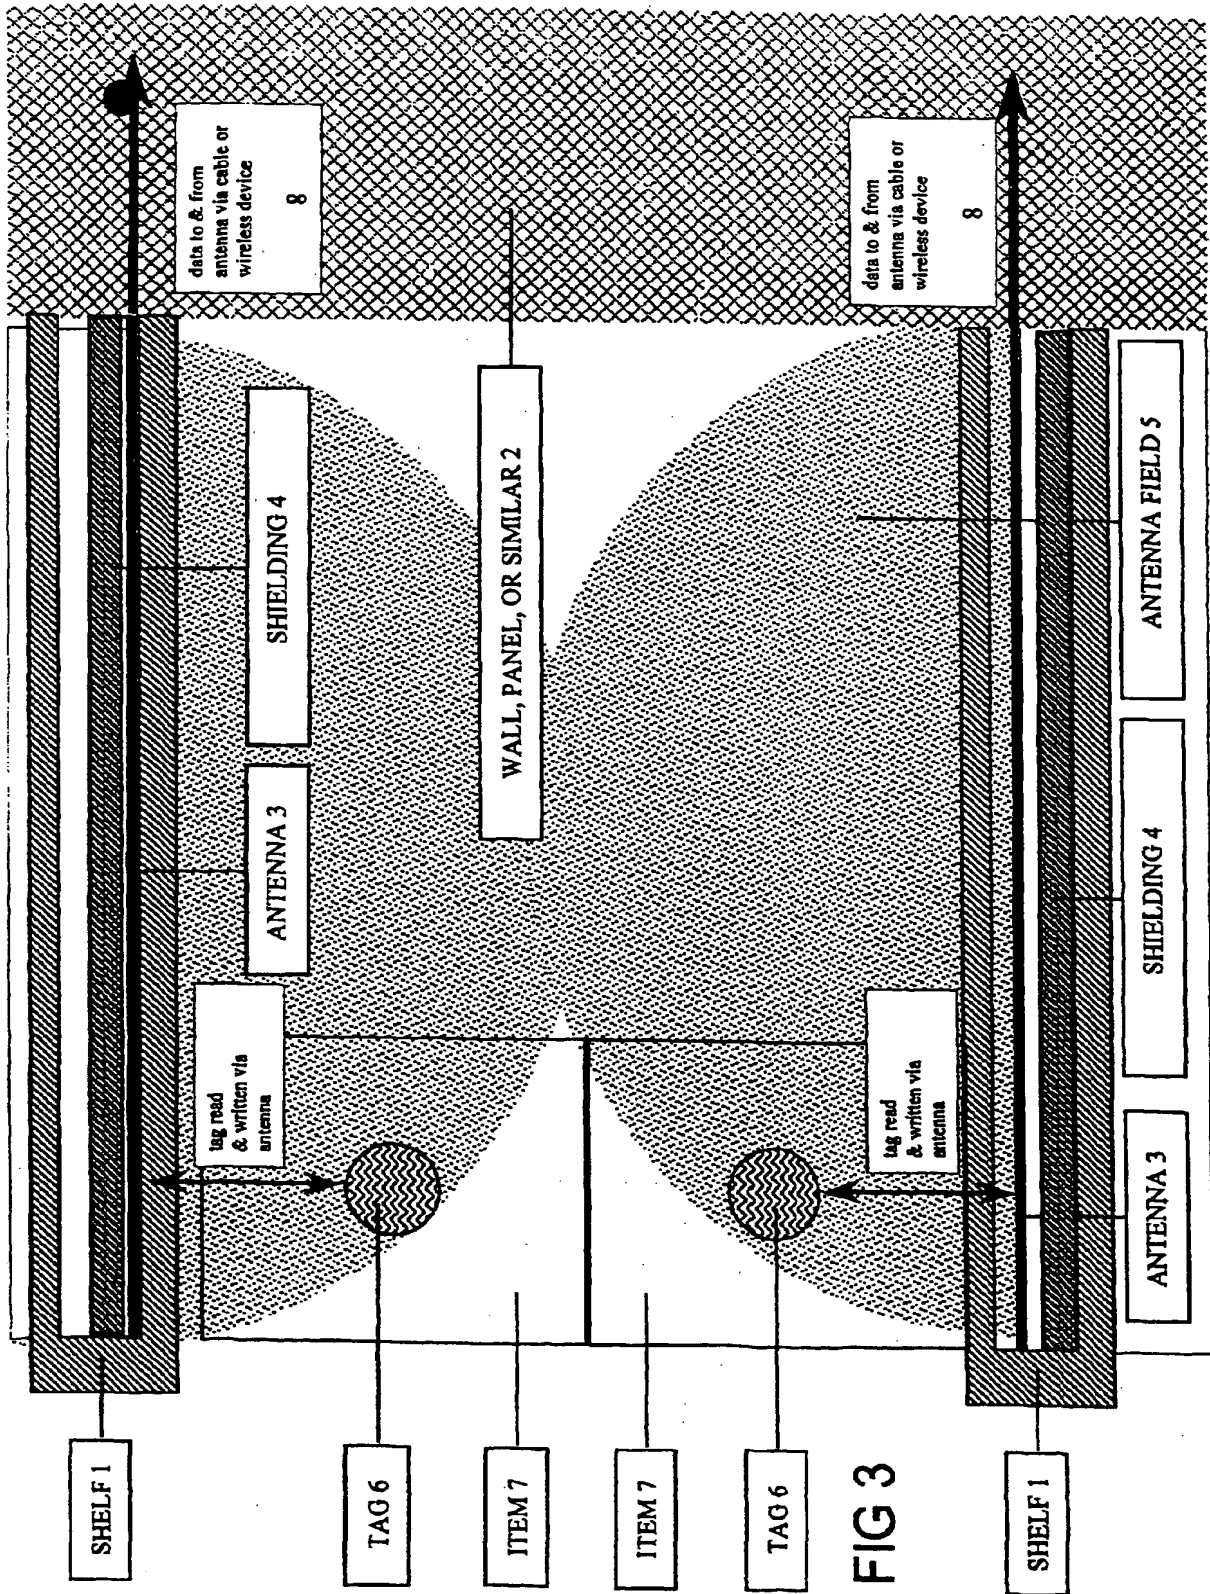 SHELF 1
TAG 6
ITEM 7
ITEM 7
TAG 6
SHELF 1
FIG 3
tag read
& written via
antenna
tag read
& written via
antenna
ANTENNA 3
SHIELDING 4
WALL, PANEL, OR SIMILAR 2
ANTENNA 3
SHIELDING 4
ANTENNA FIELD 5
data to & from
antenna via cable or
wireless device
8
data to & from
antenna via cable or
wireless device
8